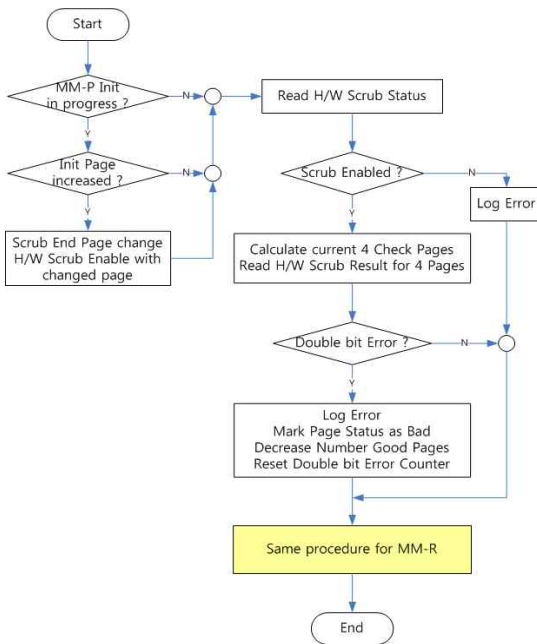 Start
MM-P Init
in progress ?
N
Y
Init Page
increased ?
N
Y
Scrub End Page change
H/W Scrub Enable with
changed page
Read H/W Scrub Status
Scrub Enabled ?
N
Y
Log Error
Calculate current 4 Check Pages
Read H/W Scrub Result for 4 Pages
Double bit Error ?
N
Y
Log Error
Mark Page Status as Bad
Decrease Number Good Pages
Reset Double bit Error Counter
Same procedure for MM-R
End